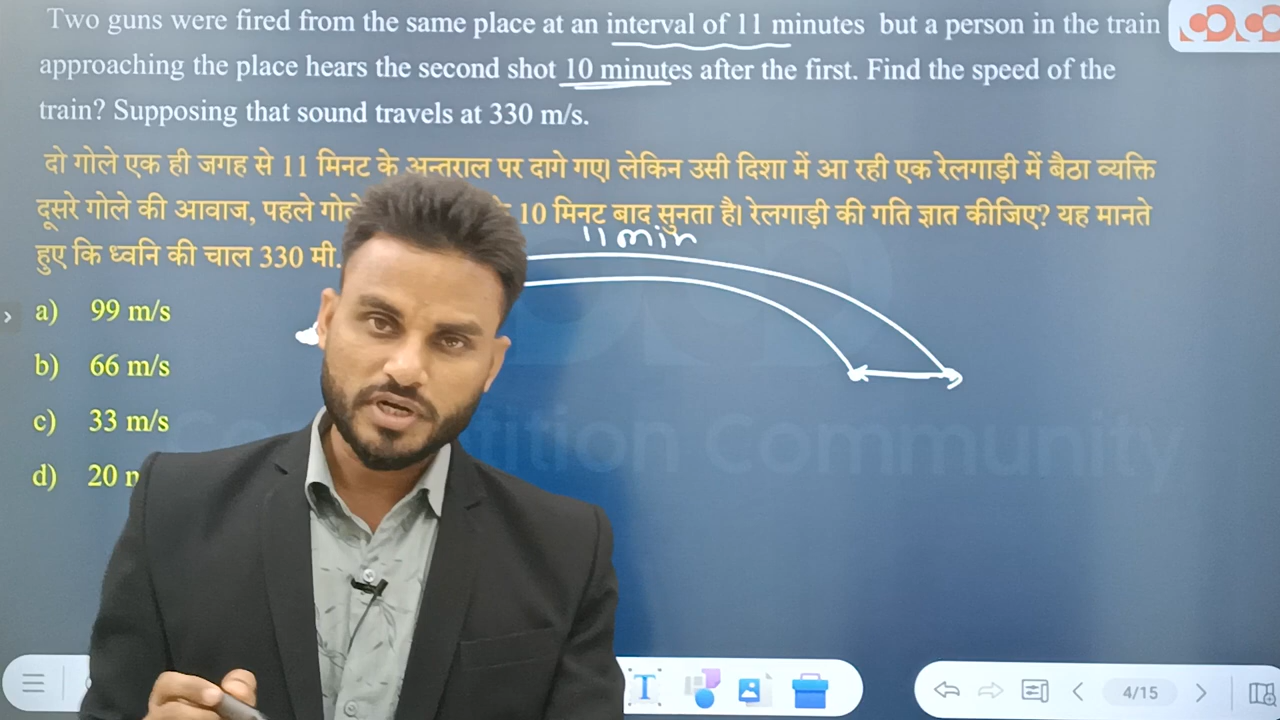 Two guns were fired from the same place at an interval of 11 minutes but a person in the train
approaching the place hears the second shot 10 minutes after the first. Find the speed of the
train? Supposing that sound travels at 330 m/s.
दो गोले एक ही जगह से 11 मिनट के अन्तराल पर दागे गए। लेकिन उसी दिशा में आ रही एक रेलगाड़ी में बैठा व्यक्ति
दूसरे गोले की आवाज, पहले 10 मिनट बाद सुनता है। रेलगाड़ी की गति ज्ञात कीजिए? यह मानते
11 min
हुए कि ध्वनि की चाल 330 मी.
a) 99 m/s
b) 66 m/s
c) 33 m/s
d) 20
Community
T
4/15